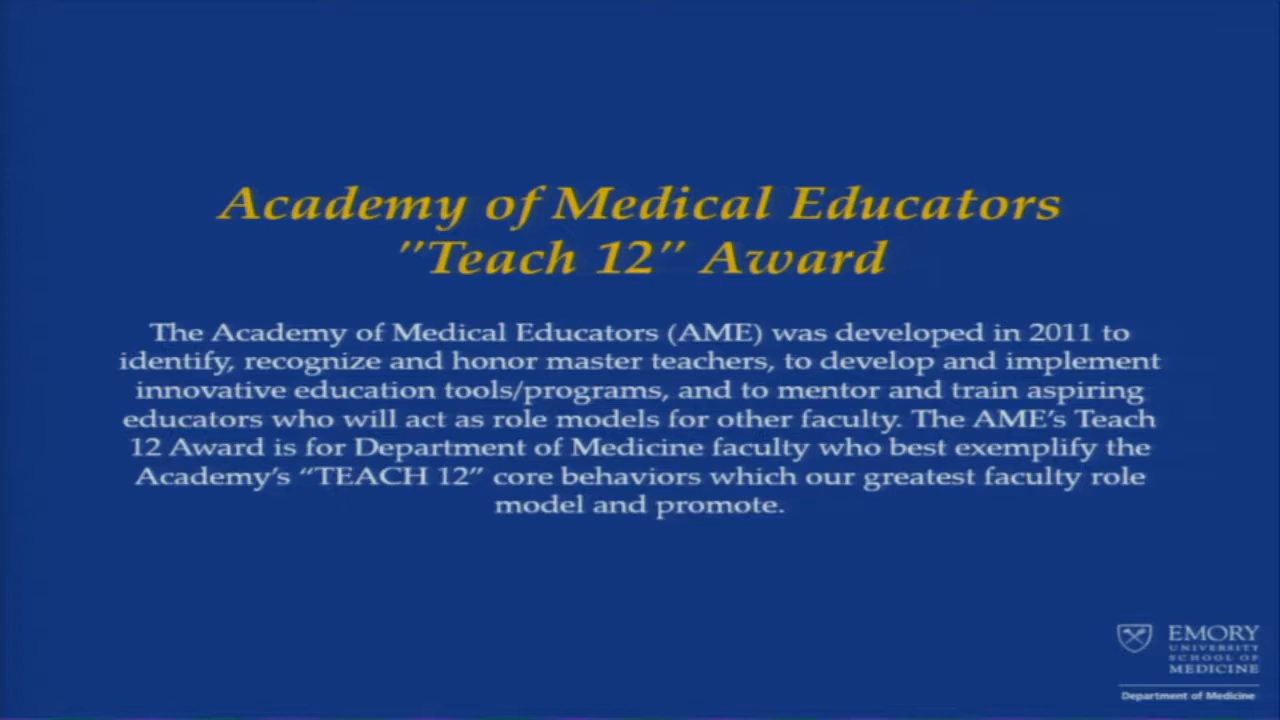 Academy of Medical Educators
"Teach 12" Award
The Academy of Medical Educators (AME) was developed in 2011 to
identify, recognize and honor master teachers, to develop and implement
innovative education tools/programs, and to mentor and train aspiring
educators who will act as role models for other faculty. The AME’s Teach
12 Award is for Department of Medicine faculty who best exemplify the
Academy’s “TEACH 12” core behaviors which our greatest faculty role
model and promote.
EMORY
UNIVERSITY
SCHOOL OF
MEDICINE
Department of Medicine